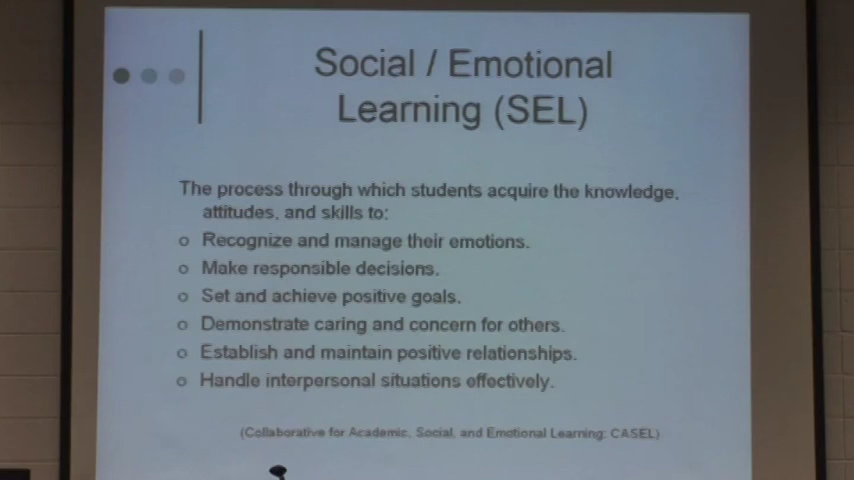 Social / Emotional
Learning (SEL)
The process through which students acquire the knowledge,
attitudes, and skills to:
o Recognize and manage their emotions.
o Make responsible decisions.
o Set and achieve positive goals.
o Demonstrate caring and concern for others.
o Establish and maintain positive relationships.
o Handle interpersonal situations effectively.
(Collaborative for Academic, Social, and Emotional Learning: CASEL)